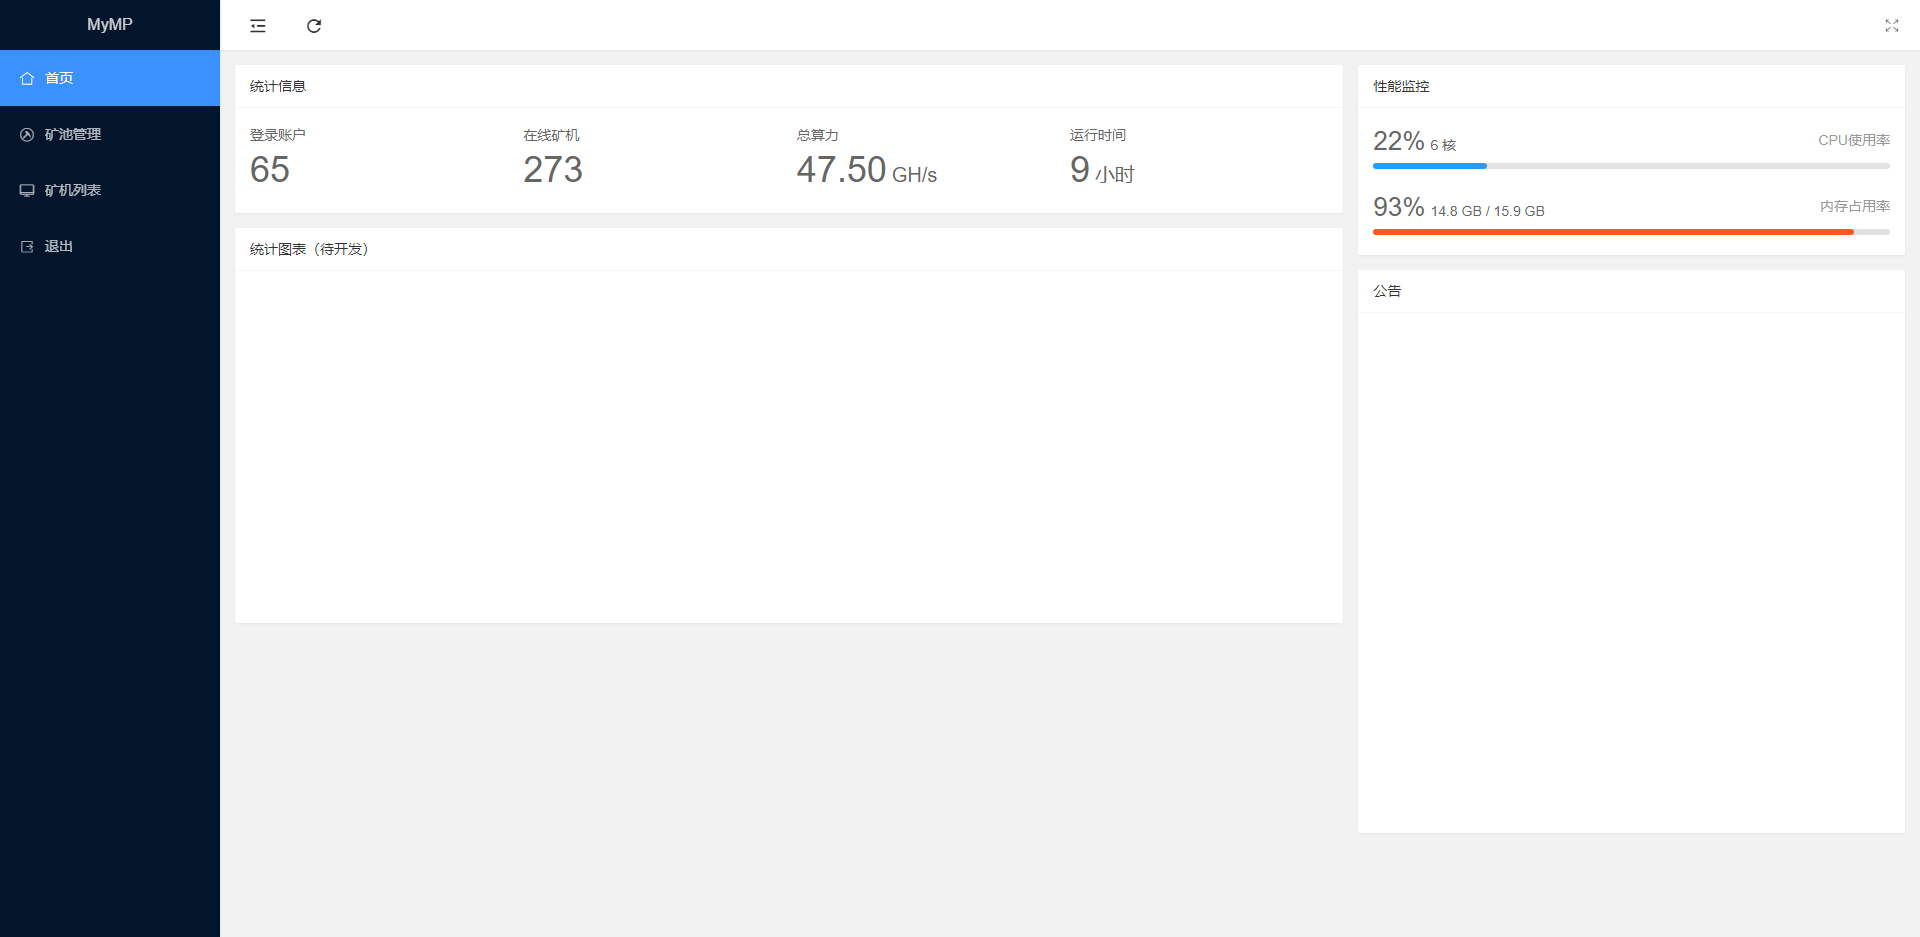 MyMP
首页
矿池管理
矿机列表
退出
统计信息
登录账户
65
在线矿机
273
总算力
47.50 GH/s
运行时间
9 小时
统计图表（待开发）
性能监控
22% 6 核
CPU使用率
93% 14.8 GB / 15.9 GB
内存占用率
公告